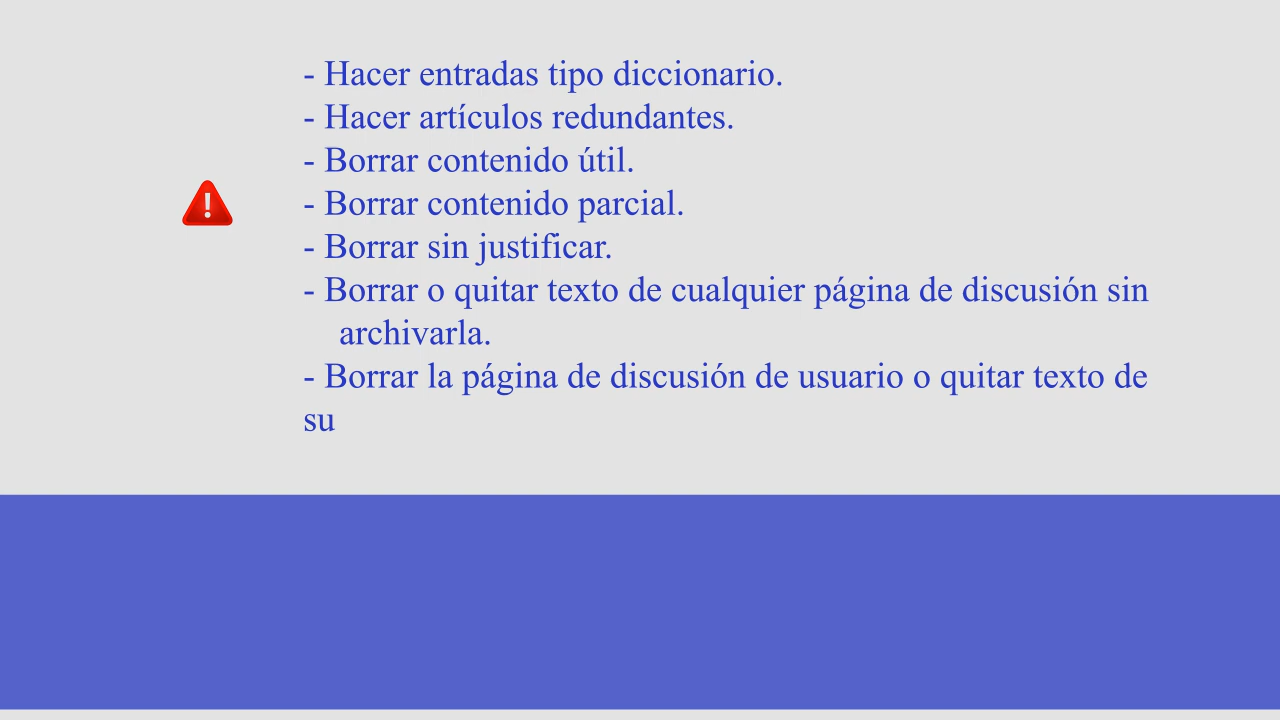 - Hacer entradas tipo diccionario.
- Hacer artículos redundantes.
- Borrar contenido útil.
- Borrar contenido parcial.
- Borrar sin justificar.
- Borrar o quitar texto de cualquier página de discusión sin
archivarla.
- Borrar la página de discusión de usuario o quitar texto de
su